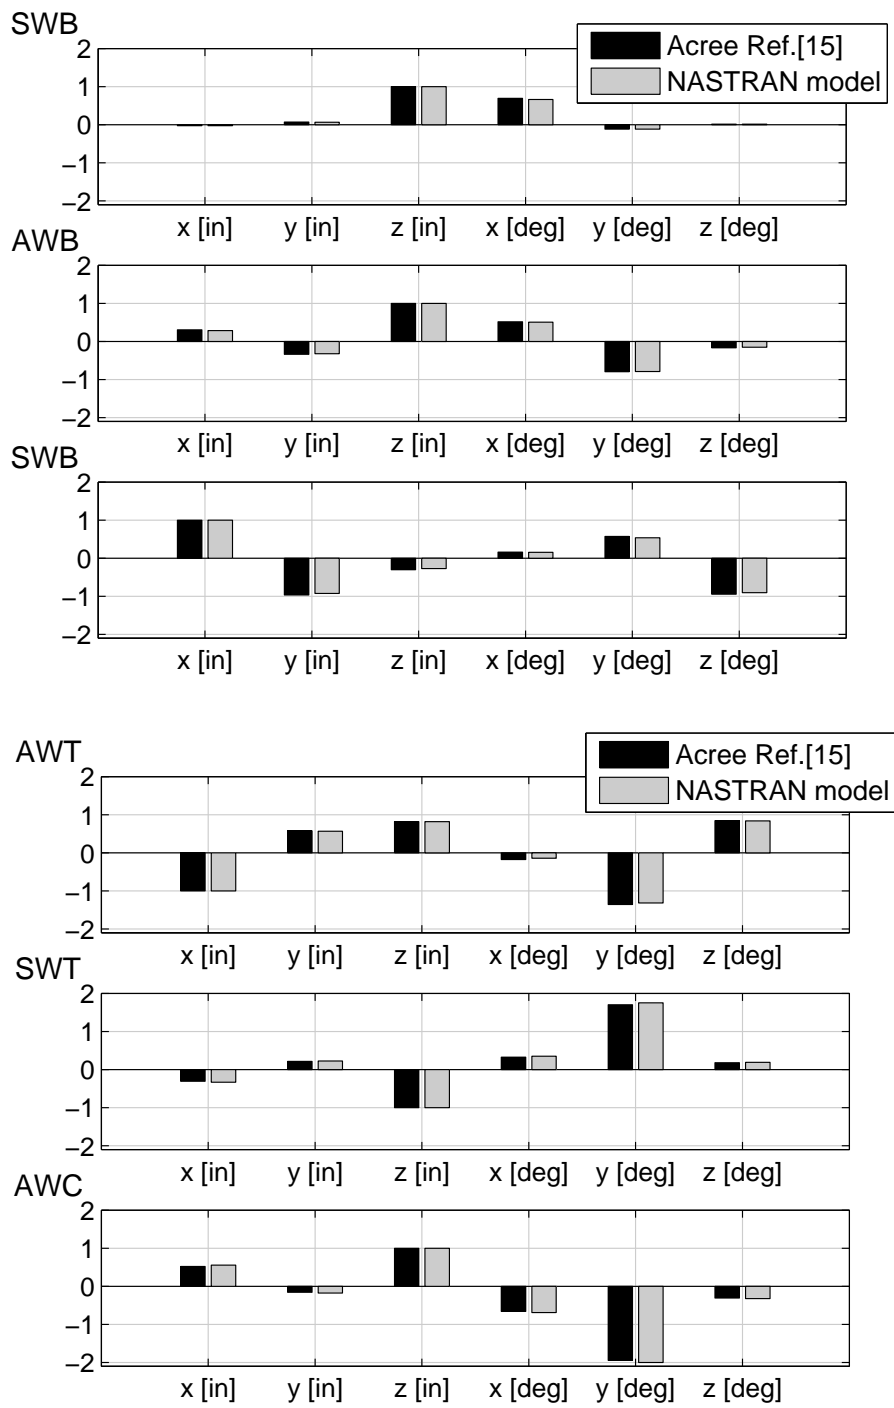 SWB
Acree Ref.[15]
NASTRAN model
2
1
0
−1
−2
x [in] y [in] z [in] x [deg] y [deg] z [deg]
AWB
2
1
0
−1
−2
x [in] y [in] z [in] x [deg] y [deg] z [deg]
SWB
2
1
0
−1
−2
x [in] y [in] z [in] x [deg] y [deg] z [deg]
AWT
Acree Ref.[15]
NASTRAN model
2
1
0
−1
−2
x [in] y [in] z [in] x [deg] y [deg] z [deg]
SWT
2
1
0
−1
−2
x [in] y [in] z [in] x [deg] y [deg] z [deg]
AWC
2
1
0
−1
−2
x [in] y [in] z [in] x [deg] y [deg] z [deg]